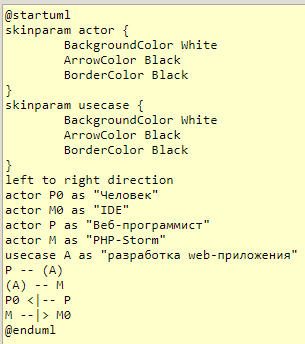 @startuml
skinparam actor {
BackgroundColor White
ArrowColor Black
BorderColor Black
}
skinparam usecase {
BackgroundColor White
ArrowColor Black
BorderColor Black
}
left to right direction
actor P0 as "Человек"
actor M0 as "IDE"
actor P as "Веб-программист"
actor M as "PHP-Storm"
usecase A as "разработка web-приложения"
P -- (A)
(A) -- M
P0 <|-- P
M --|> M0
@enduml